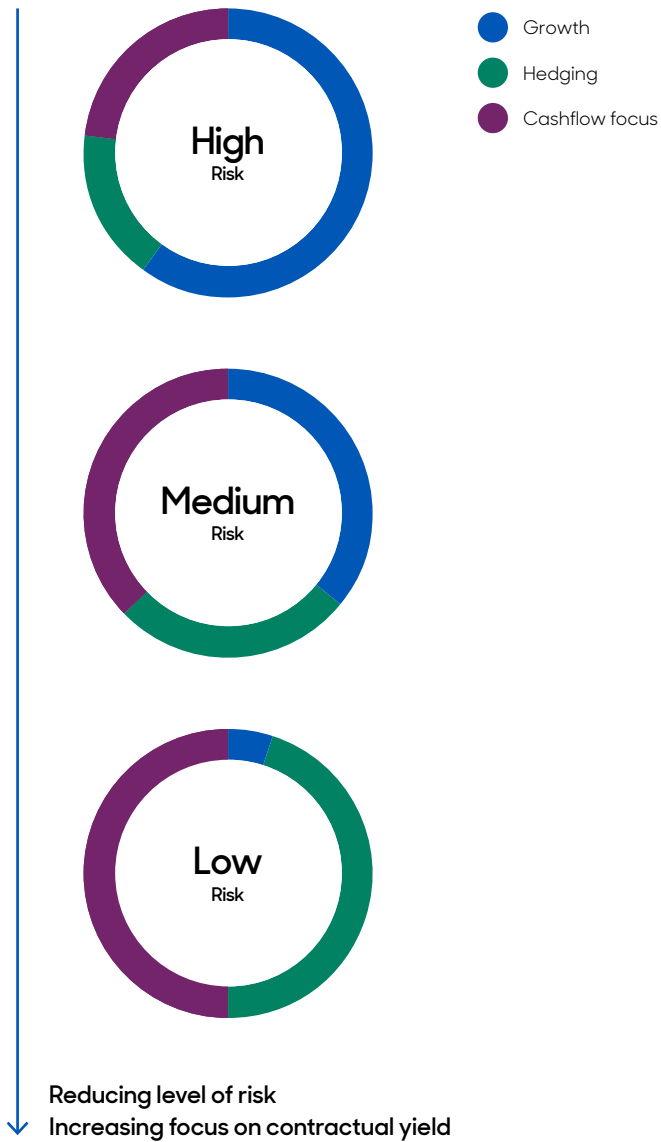 Growth
Hedging
Cashflow focus
High
Risk
Medium
Risk
Low
Risk
Reducing level of risk
Increasing focus on contractual yield